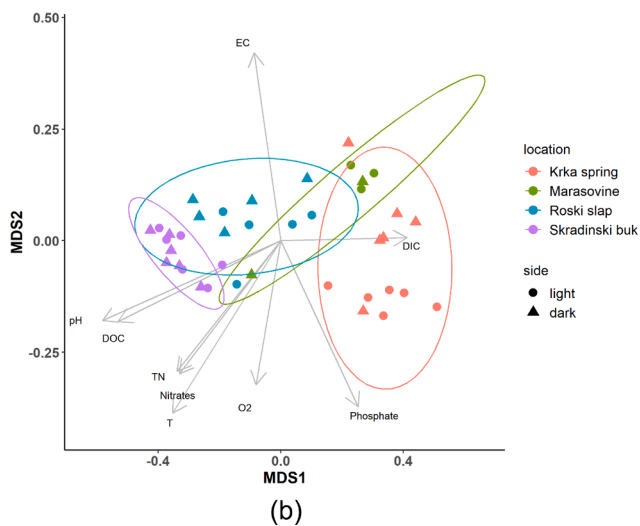 0.50
EC
0.25
MDS2
0.00
DIC
pH
DOC
-0.25
TN
Nitrates
O2
Phosphate
T
-0.4
0.0
0.4
MDS1
location
Krka spring
Marasovine
Roski slap
Skradinski buk
side
light
dark
(b)